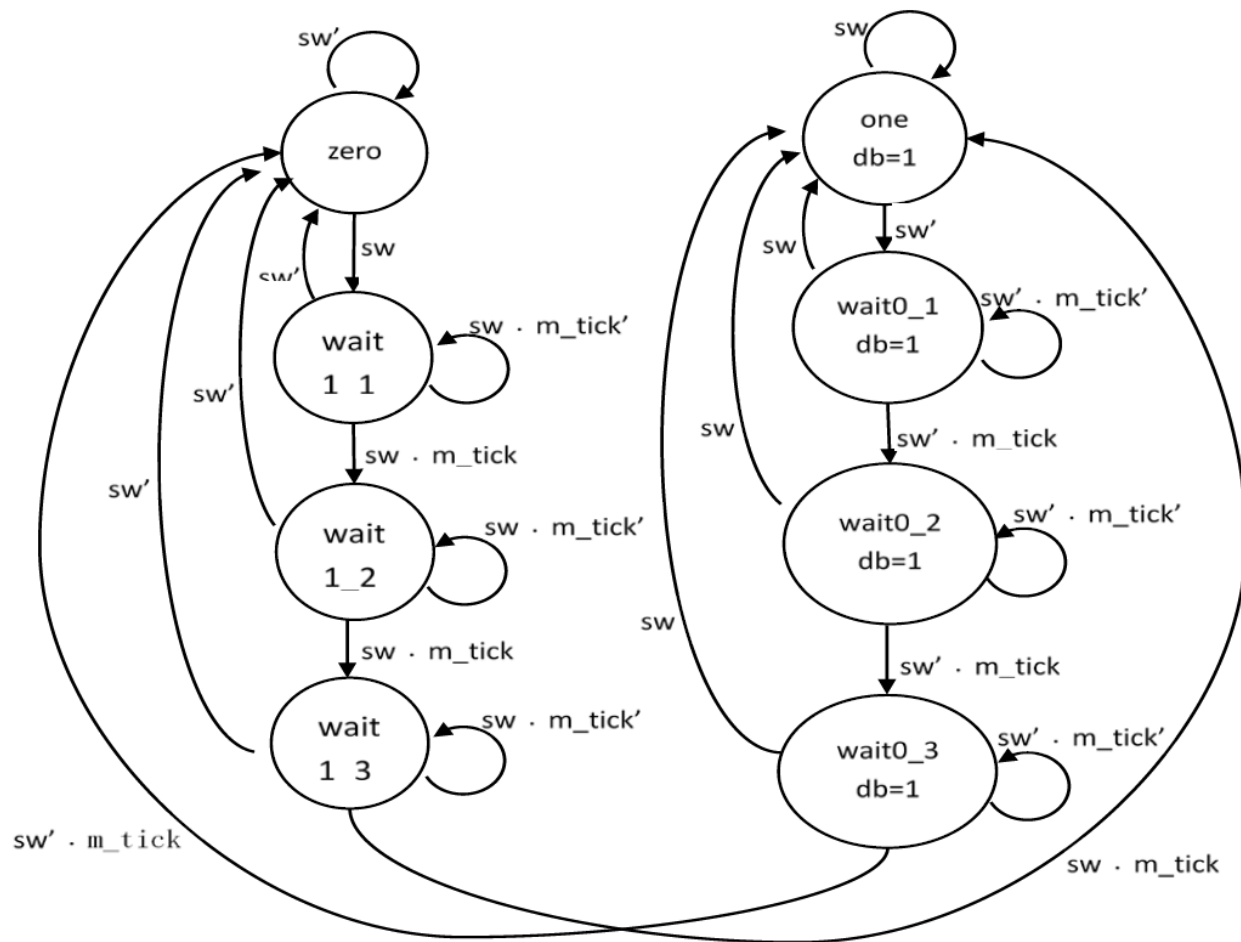 sw'
zero
sw
sw'
wait
1 1
sw · m_tick'
sw'
sw · m_tick
sw'
wait
1_2
sw · m_tick'
sw · m_tick
wait
1 3
sw · m_tick'
sw' · m_tick
sw
one
db=1
sw'
sw
wait0_1
db=1
sw' · m_tick'
sw
sw' · m_tick
wait0_2
db=1
sw' · m_tick'
sw
sw' · m_tick
wait0_3
db=1
sw' · m_tick'
sw · m_tick